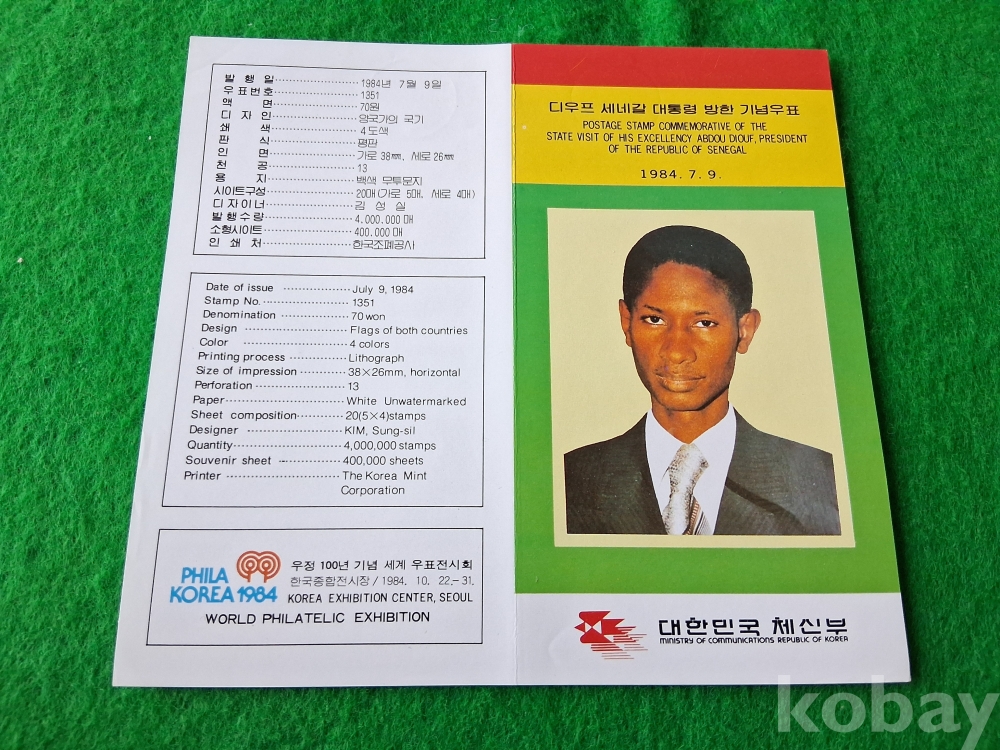 발 행 일 1984년 7월 9일
우표번호 1351
액 면 70원
디 자 인 양국가의 국기
쇄 색 4도색
판 식 평판
인 면 가로 38㎜, 세로 26㎜
천 공 13
용 지 백색 무투문지
시이트구성 20매(가로 5매, 세로 4매)
디자이너 김 성 실
발행수량 4.000.000 매
소형시이트 400.000 매
인 쇄 처 한국조폐공사
Date of issue July 9, 1984
Stamp No. 1351
Denomination 70 won
Design Flags of both countries
Color 4 colors
Printing process Lithograph
Size of impression 38×26mm, horizontal
Perforation 13
Paper White Unwatermarked
Sheet composition 20(5×4)stamps
Designer KIM, Sung-sil
Quantity 4,000,000 stamps
Souvenir sheet 400,000 sheets
Printer The Korea Mint
Corporation
PHILA
KOREA 1984
우정 100년 기념 세계 우표전시회
한국종합전시장 / 1984. 10. 22.-31.
KOREA EXHIBITION CENTER, SEOUL
WORLD PHILATELIC EXHIBITION
디우프 세네갈 대통령 방한 기념우표
POSTAGE STAMP COMMEMORATIVE OF THE
STATE VISIT OF HIS EXCELLENCY ABDOU DIOUF, PRESIDENT
OF THE REPUBLIC OF SENEGAL
1984. 7. 9.
대한민국 체신부
MINISTRY OF COMMUNICATIONS REPUBLIC OF KOREA
kobay